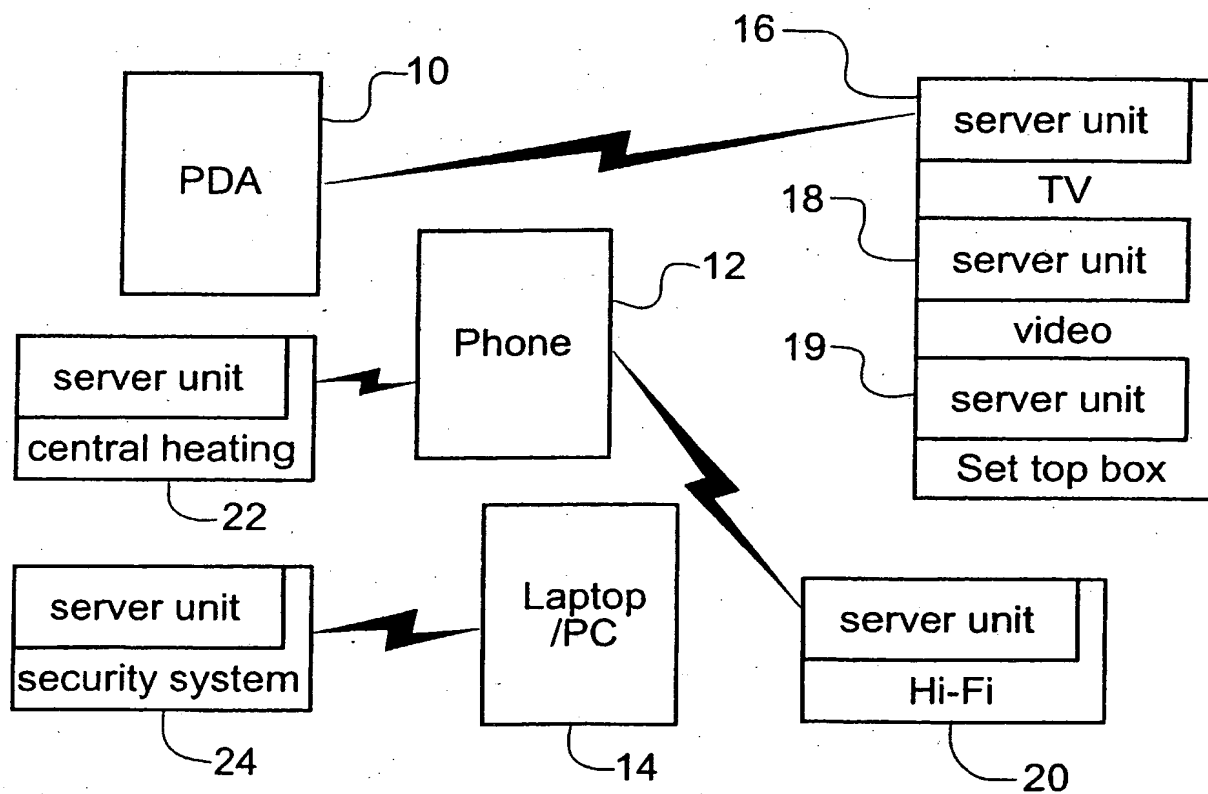 10
PDA
16
server unit
TV
18
server unit
video
19
server unit
Set top box
12
Phone
server unit
central heating
22
server unit
security system
24
Laptop
/PC
14
server unit
Hi-Fi
20